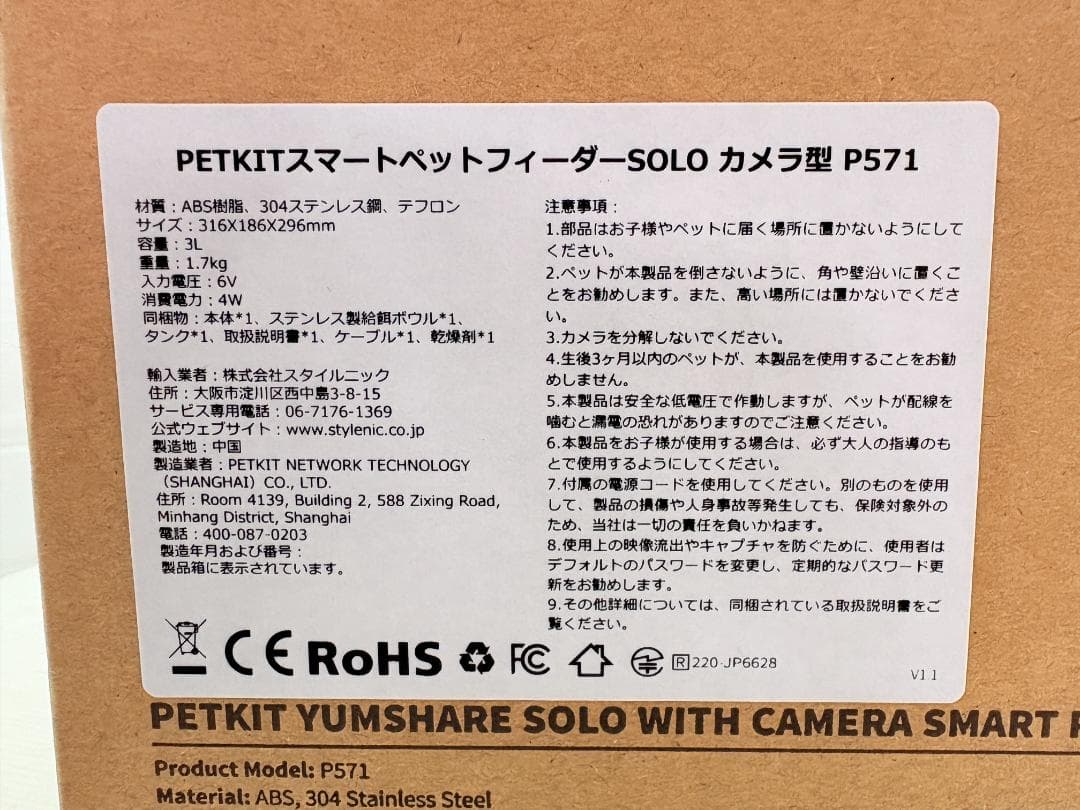 PETKITスマートペットフィーダーSOLO カメラ型 P571
材質：ABS樹脂、304ステンレス鋼、テフロン
サイズ：316X186X296mm
容量：3L
重量：1.7kg
入力電圧：6V
消費電力：4W
同梱物：本体*1、ステンレス製給餌ボウル*1、
タンク*1、取扱説明書*1、ケーブル*1、乾燥剤*1
輸入業者：株式会社スタイルニック
住所：大阪市淀川区西中島3-8-15
サービス専用電話：06-7176-1369
公式ウェブサイト：www.stylenic.co.jp
製造地：中国
製造業者：PETKIT NETWORK TECHNOLOGY
（SHANGHAI）CO., LTD.
住所：Room 4139, Building 2, 588 Zixing Road,
Minhang District, Shanghai
電話：400-087-0203
製造年月および番号：
製品箱に表示されています。
注意事項：
1.部品はお子様やペットに届く場所に置かないようにして
ください。
2.ペットが本製品を倒さないように、角や壁沿いに置くこ
とをお勧めします。また、高い場所には置かないでくださ
い。
3.カメラを分解しないでください。
4.生後3ヶ月以内のペットが、本製品を使用することをお勧
めしません。
5.本製品は安全な低電圧で作動しますが、ペットが配線を
噛むと漏電の恐れがありますのでご注意ください。
6.本製品をお子様が使用する場合は、必ず大人の指導のも
とで使用するようにしてください。
7.付属の電源コードを使用してください。別のものを使用
して、製品の損傷や人身事故等発生しても、保険対象外の
ため、当社は一切の責任を負いかねます。
8.使用上の映像流出やキャプチャを防ぐために、使用者は
デフォルトのパスワードを変更し、定期的なパスワード更
新をお勧めします。
9.その他詳細については、同梱されている取扱説明書をご
覧ください。
CE RoHS FC R 220-JP6628
V1.1
PETKIT YUMSHARE SOLO WITH CAMERA SMART
Product Model: P571
Material: ABS, 304 Stainless Steel